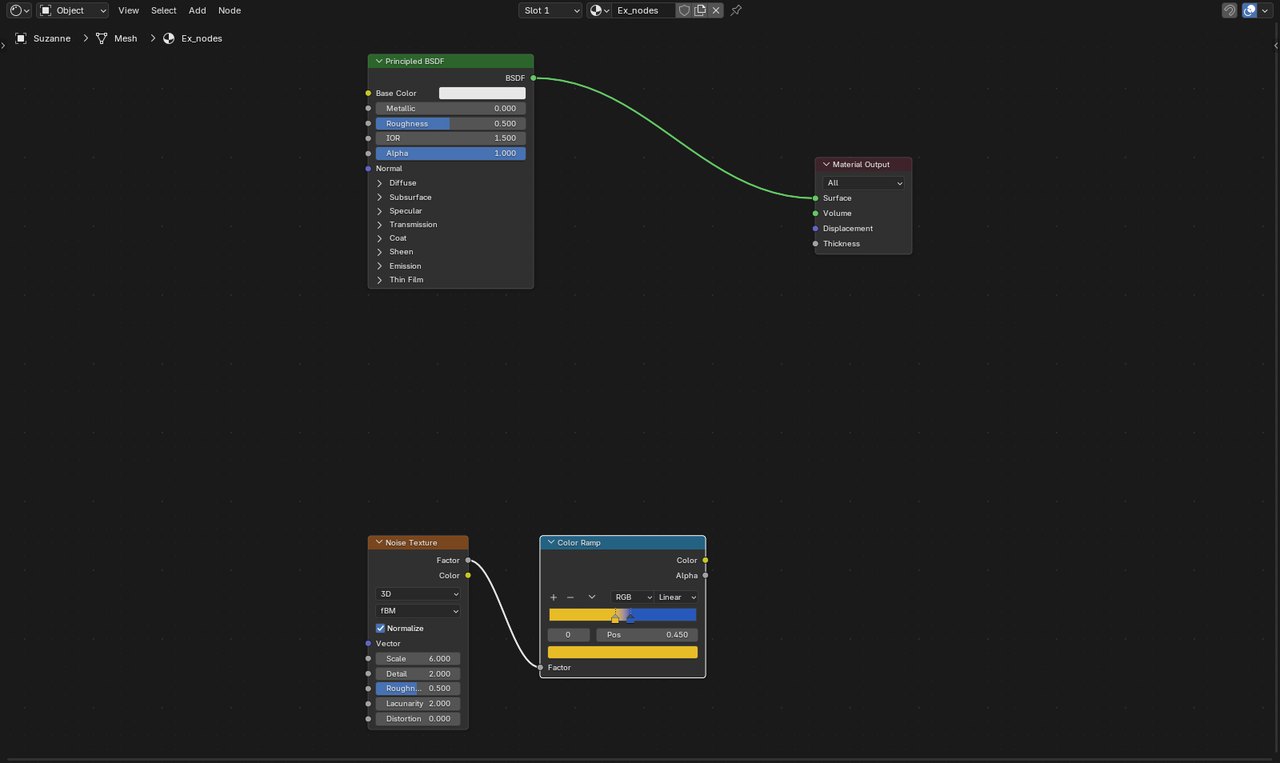 Object View Select Add Node Slot 1 Ex_nodes
Suzanne Mesh Ex_nodes
Principled BSDF
BSDF
Base Color
Metallic 0.000
Roughness 0.500
IOR 1.500
Alpha 1.000
Normal
Diffuse
Subsurface
Specular
Transmission
Coat
Sheen
Emission
Thin Film
Material Output
All
Surface
Volume
Displacement
Thickness
Noise Texture
Factor
Color
3D
fBM
Normalize
Vector
Scale 6.000
Detail 2.000
Roughn... 0.500
Lacunarity 2.000
Distortion 0.000
Color Ramp
Color
Alpha
RGB Linear
0 Pos 0.450
Factor